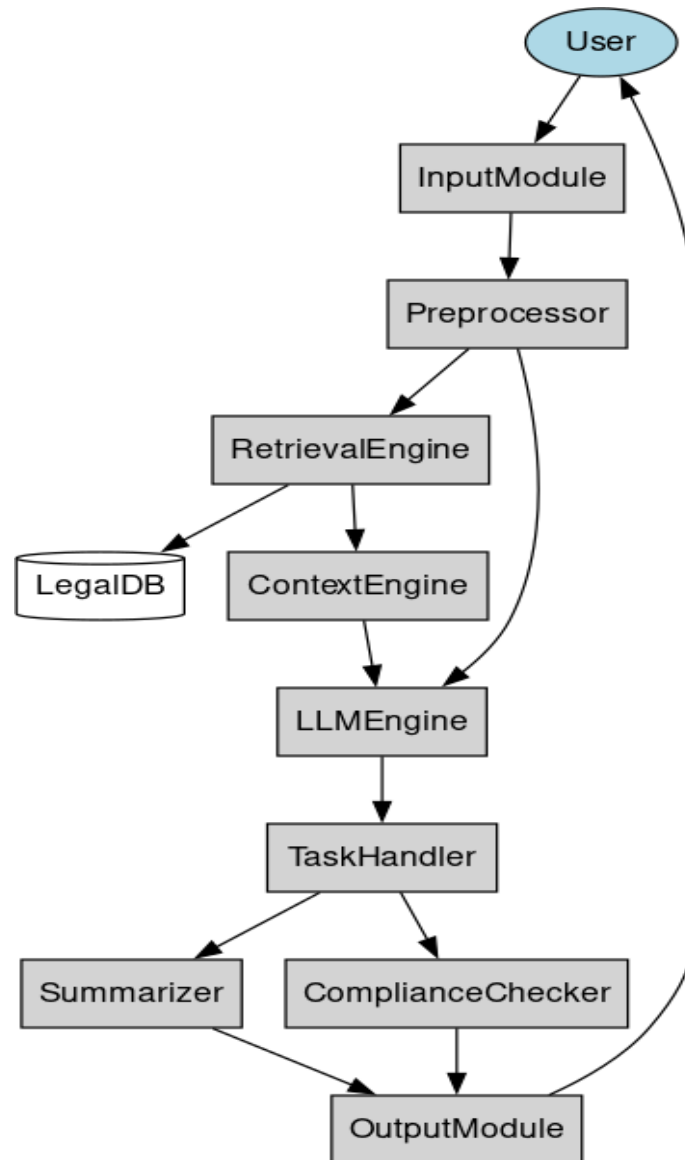 User
InputModule
Preprocessor
RetrievalEngine
LegalDB
ContextEngine
LLMEngine
TaskHandler
Summarizer
ComplianceChecker
OutputModule